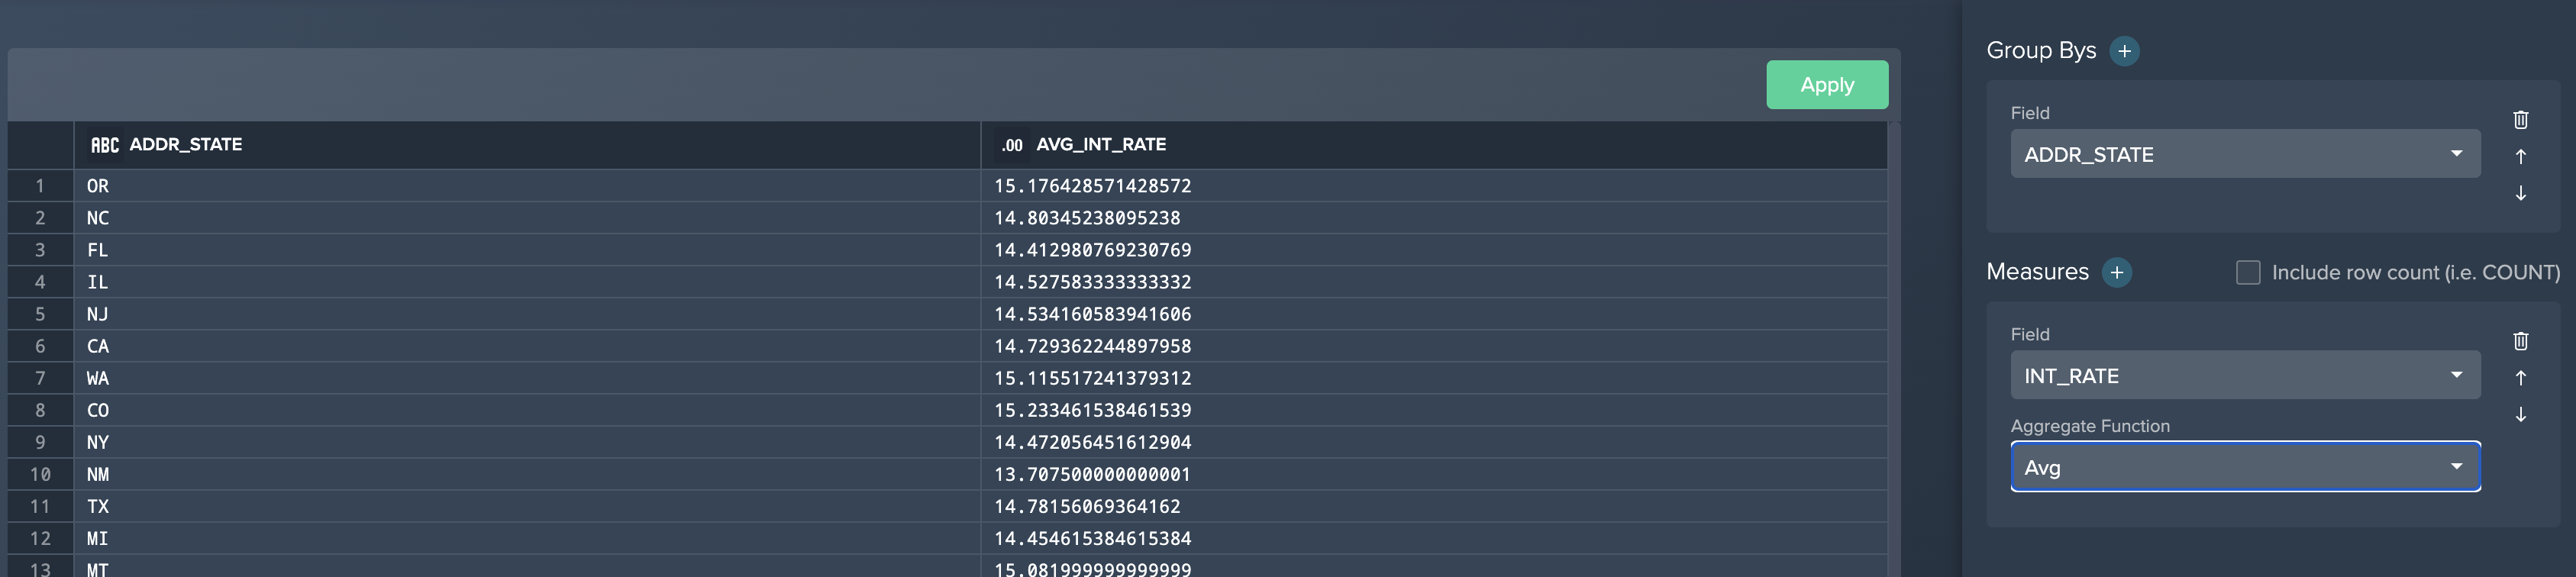 Apply
ABC ADDR_STATE .00 AVG_INT_RATE
1 OR 15.176428571428572
2 NC 14.80345238095238
3 FL 14.412980769230769
4 IL 14.527583333333332
5 NJ 14.534160583941606
6 CA 14.729362244897958
7 WA 15.115517241379312
8 CO 15.233461538461539
9 NY 14.472056451612904
10 NM 13.707500000000001
11 TX 14.78156069364162
12 MI 14.454615384615384
13 MT 15.081999999999999
Group Bys +
Field
ADDR_STATE
Measures + Include row count (i.e. COUNT)
Field
INT_RATE
Aggregate Function
Avg